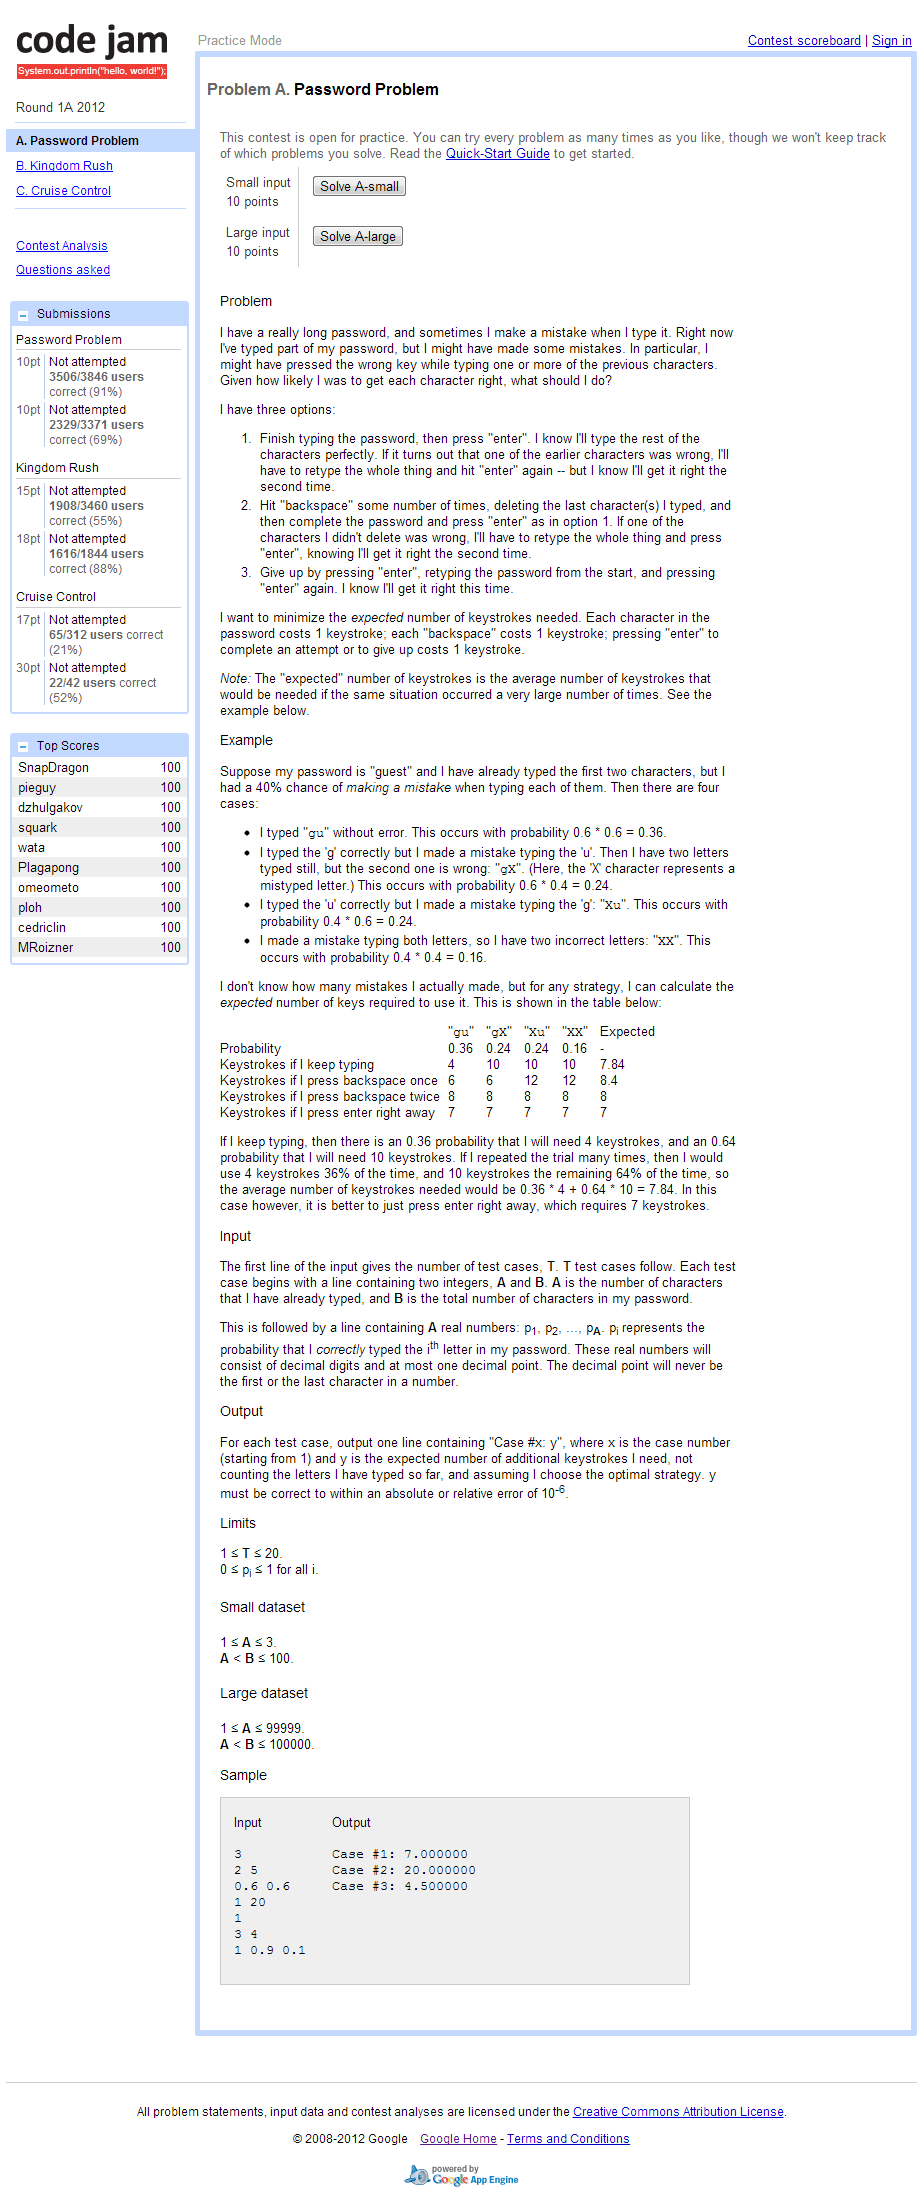 code jam
System.out.println("hello, world!");
Practice Mode
Contest scoreboard | Sign in
Round 1A 2012
A. Password Problem
B. Kingdom Rush
C. Cruise Control
Contest Analysis
Questions asked
Submissions
Password Problem
10pt Not attempted
3506/3846 users
correct (91%)
10pt Not attempted
2329/3371 users
correct (69%)
Kingdom Rush
15pt Not attempted
1908/3460 users
correct (55%)
18pt Not attempted
1616/1844 users
correct (88%)
Cruise Control
17pt Not attempted
65/312 users correct
(21%)
30pt Not attempted
22/42 users correct
(52%)
Top Scores
SnapDragon 100
pieguy 100
dzhulgakov 100
squark 100
wata 100
Plagapong 100
omeometo 100
ploh 100
cedriclin 100
MRoizner 100
Problem A. Password Problem
This contest is open for practice. You can try every problem as many times as you like, though we won't keep track
of which problems you solve. Read the Quick-Start Guide to get started.
Small input
10 points
Solve A-small
Large input
10 points
Solve A-large
Problem
I have a really long password, and sometimes I make a mistake when I type it. Right now
I've typed part of my password, but I might have made some mistakes. In particular, I
might have pressed the wrong key while typing one or more of the previous characters.
Given how likely I was to get each character right, what should I do?
I have three options:
1. Finish typing the password, then press "enter". I know I'll type the rest of the
characters perfectly. If it turns out that one of the earlier characters was wrong, I'll
have to retype the whole thing and hit "enter" again -- but I know I'll get it right the
second time.
2. Hit "backspace" some number of times, deleting the last character(s) I typed, and
then complete the password and press "enter" as in option 1. If one of the
characters I didn't delete was wrong, I'll have to retype the whole thing and press
"enter", knowing I'll get it right the second time.
3. Give up by pressing "enter", retyping the password from the start, and pressing
"enter" again. I know I'll get it right this time.
I want to minimize the expected number of keystrokes needed. Each character in the
password costs 1 keystroke; each "backspace" costs 1 keystroke; pressing "enter" to
complete an attempt or to give up costs 1 keystroke.
Note: The "expected" number of keystrokes is the average number of keystrokes that
would be needed if the same situation occurred a very large number of times. See the
example below.
Example
Suppose my password is "guest" and I have already typed the first two characters, but I
had a 40% chance of making a mistake when typing each of them. Then there are four
cases:
• I typed "gu" without error. This occurs with probability 0.6 * 0.6 = 0.36.
• I typed the 'g' correctly but I made a mistake typing the 'u'. Then I have two letters
typed still, but the second one is wrong: "gX". (Here, the 'X' character represents a
mistyped letter.) This occurs with probability 0.6 * 0.4 = 0.24.
• I typed the 'u' correctly but I made a mistake typing the 'g': "Xu". This occurs with
probability 0.4 * 0.6 = 0.24.
• I made a mistake typing both letters, so I have two incorrect letters: "XX". This
occurs with probability 0.4 * 0.4 = 0.16.
I don't know how many mistakes I actually made, but for any strategy, I can calculate the
expected number of keys required to use it. This is shown in the table below:
"gu" "gX" "Xu" "XX" Expected
Probability 0.36 0.24 0.24 0.16 -
Keystrokes if I keep typing 4 10 10 10 7.84
Keystrokes if I press backspace once 6 6 12 12 8.4
Keystrokes if I press backspace twice 8 8 8 8 8
Keystrokes if I press enter right away 7 7 7 7 7
If I keep typing, then there is an 0.36 probability that I will need 4 keystrokes, and an 0.64
probability that I will need 10 keystrokes. If I repeated the trial many times, then I would
use 4 keystrokes 36% of the time, and 10 keystrokes the remaining 64% of the time, so
the average number of keystrokes needed would be 0.36 * 4 + 0.64 * 10 = 7.84. In this
case however, it is better to just press enter right away, which requires 7 keystrokes.
Input
The first line of the input gives the number of test cases, T. T test cases follow. Each test
case begins with a line containing two integers, A and B. A is the number of characters
that I have already typed, and B is the total number of characters in my password.
This is followed by a line containing A real numbers: p1, p2, ..., pA. pi represents the
probability that I correctly typed the ith letter in my password. These real numbers will
consist of decimal digits and at most one decimal point. The decimal point will never be
the first or the last character in a number.
Output
For each test case, output one line containing "Case #x: y", where x is the case number
(starting from 1) and y is the expected number of additional keystrokes I need, not
counting the letters I have typed so far, and assuming I choose the optimal strategy. y
must be correct to within an absolute or relative error of 10-6.
Limits
1 ≤ T ≤ 20.
0 ≤ pi ≤ 1 for all i.
Small dataset
1 ≤ A ≤ 3.
A < B ≤ 100.
Large dataset
1 ≤ A ≤ 99999.
A < B ≤ 100000.
Sample
Input Output
3 Case #1: 7.000000
2 5 Case #2: 20.000000
0.6 0.6 Case #3: 4.500000
1 20
1
3 4
1 0.9 0.1
All problem statements, input data and contest analyses are licensed under the Creative Commons Attribution License.
© 2008-2012 Google Google Home - Terms and Conditions
powered by
Google App Engine